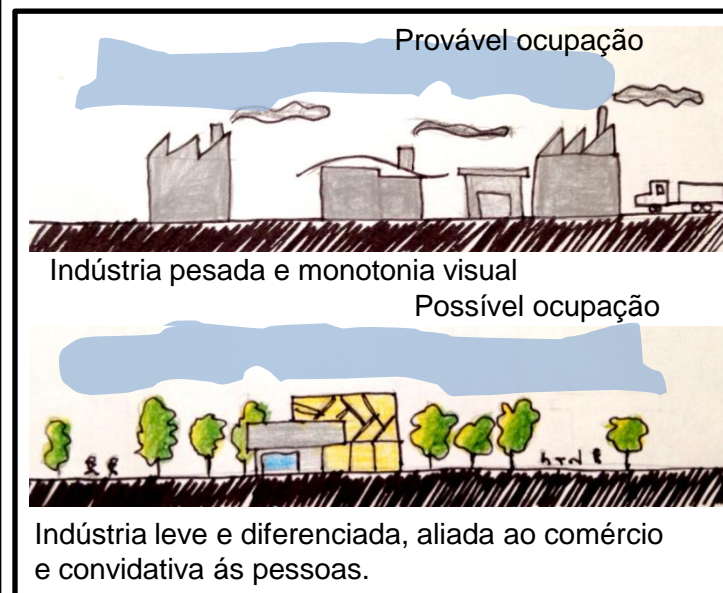 Provável ocupação
Indústria pesada e monotonia visual
Possível ocupação
Indústria leve e diferenciada, aliada ao comércio
e convidativa ás pessoas.